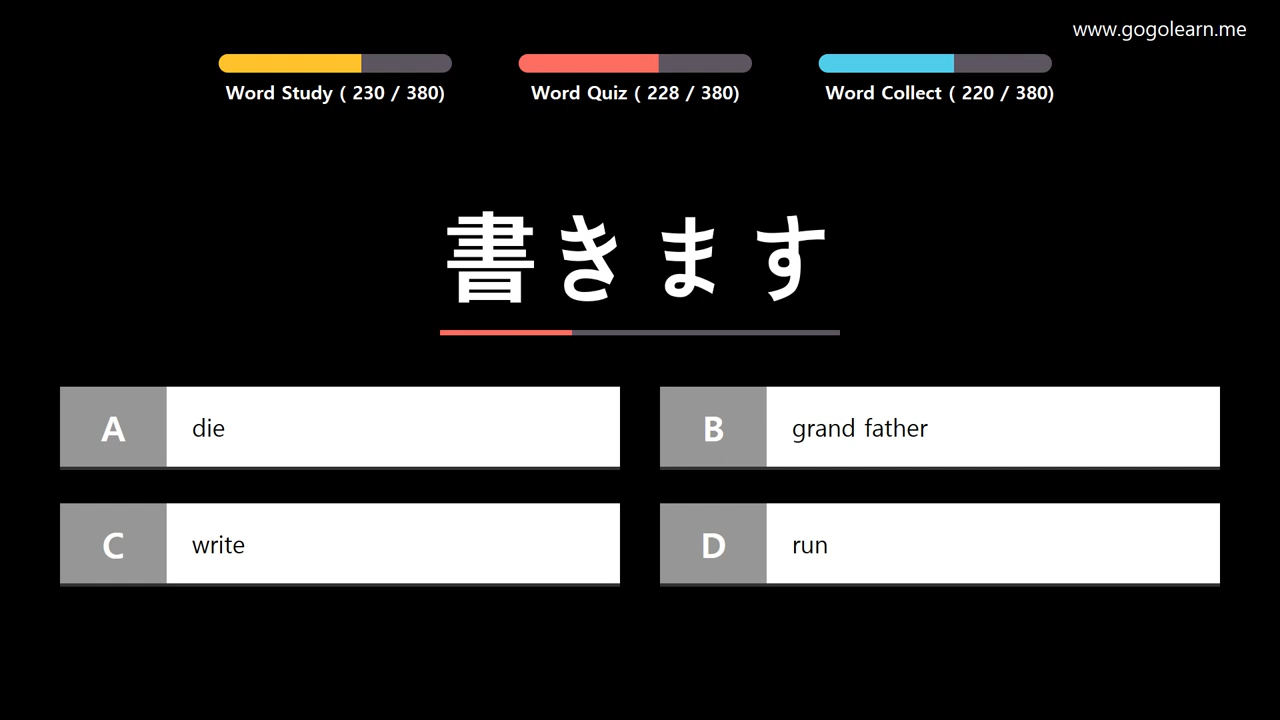 www.gogolearn.me
Word Study ( 230 / 380)
Word Quiz ( 228 / 380)
Word Collect ( 220 / 380)
書きます
A die
B grand father
C write
D run